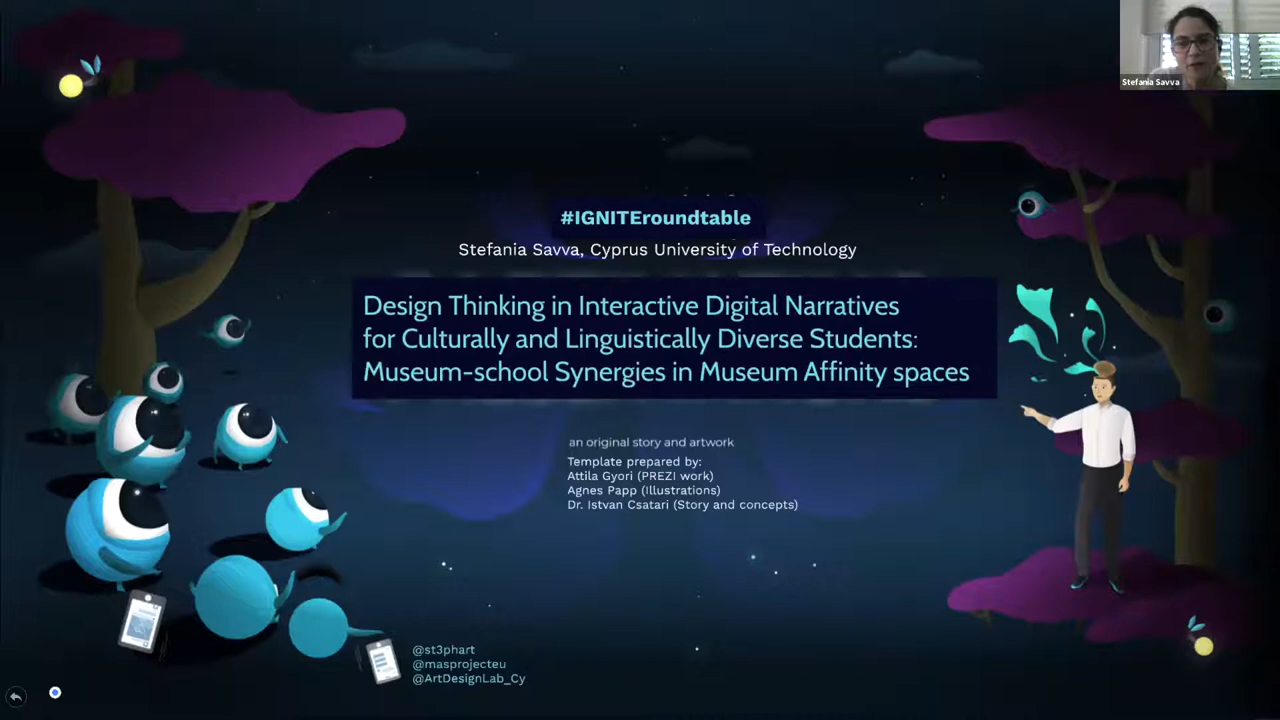 Stefania Savva
#IGNITEroundtable
Stefania Savva, Cyprus University of Technology
Design Thinking in Interactive Digital Narratives
for Culturally and Linguistically Diverse Students:
Museum-school Synergies in Museum Affinity spaces
an original story and artwork
Template prepared by:
Attila Gyori (PREZI work)
Agnes Papp (Illustrations)
Dr. Istvan Csatari (Story and concepts)
@st3phart
@masprojecteu
@ArtDesignLab_Cy